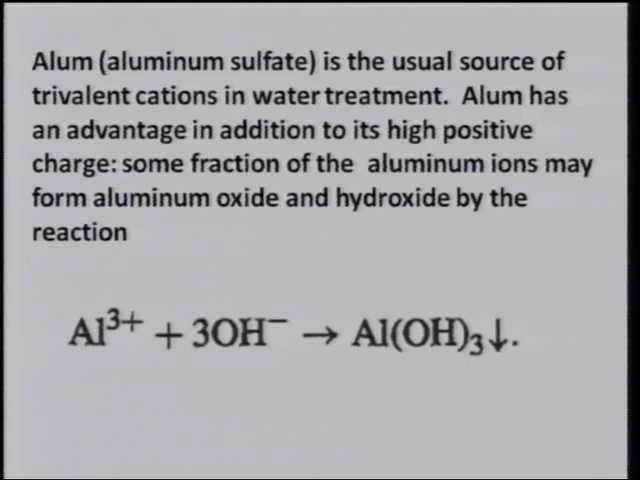 Alum (aluminum sulfate) is the usual source of
trivalent cations in water treatment. Alum has
an advantage in addition to its high positive
charge: some fraction of the aluminum ions may
form aluminum oxide and hydroxide by the
reaction
Al³⁺ + 3OH⁻ → Al(OH)₃↓.